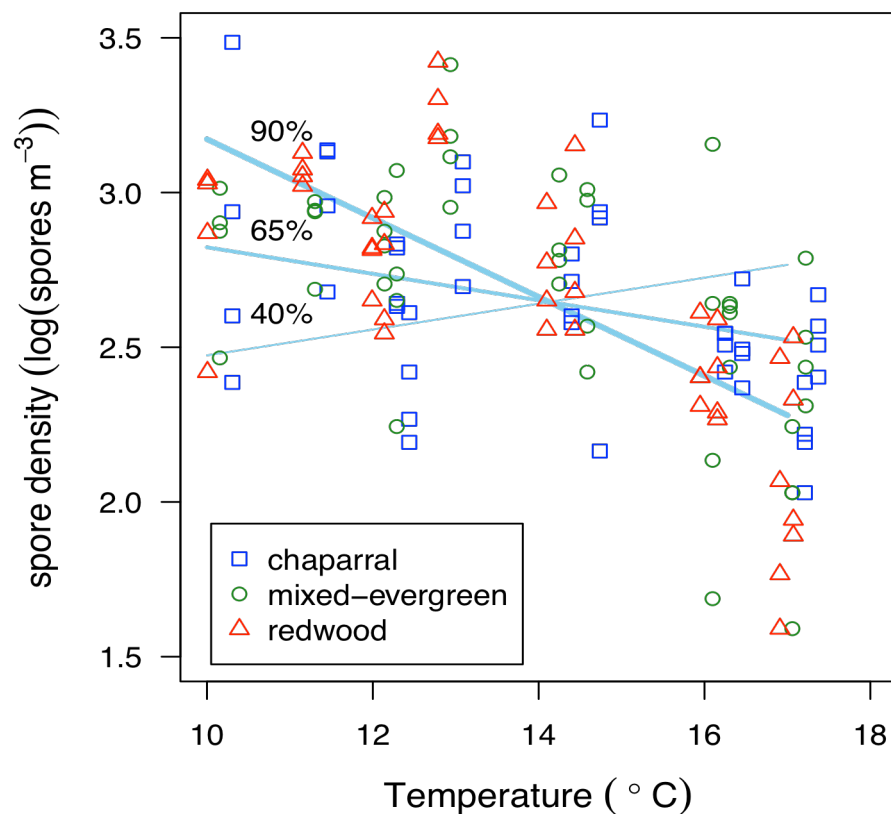 spore density (log(spores m⁻³))
3.5
3.0
2.5
2.0
1.5
90%
65%
40%
chaparral
mixed−evergreen
redwood
10 12 14 16 18
Temperature ( ° C)